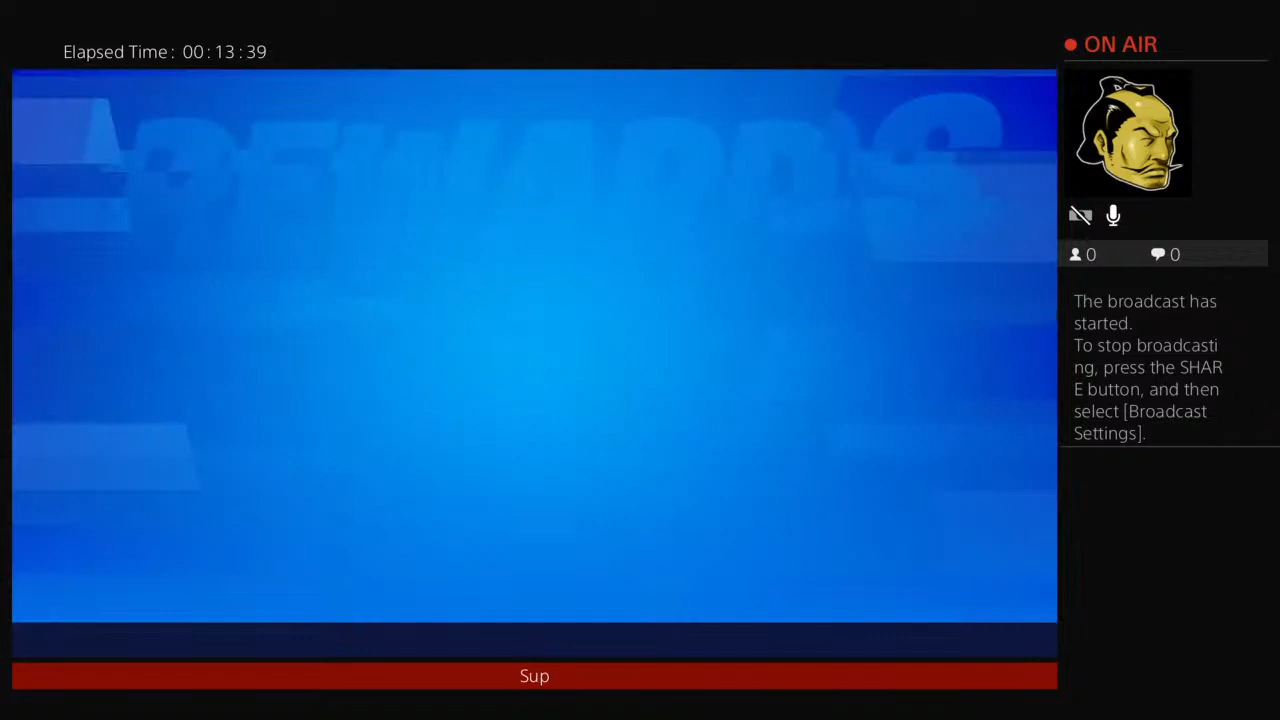 Elapsed Time: 00:13:39
ON AIR
REWARDS
0 0
The broadcast has
started.
To stop broadcasti
ng, press the SHAR
E button, and then
select [Broadcast
Settings].
Sup